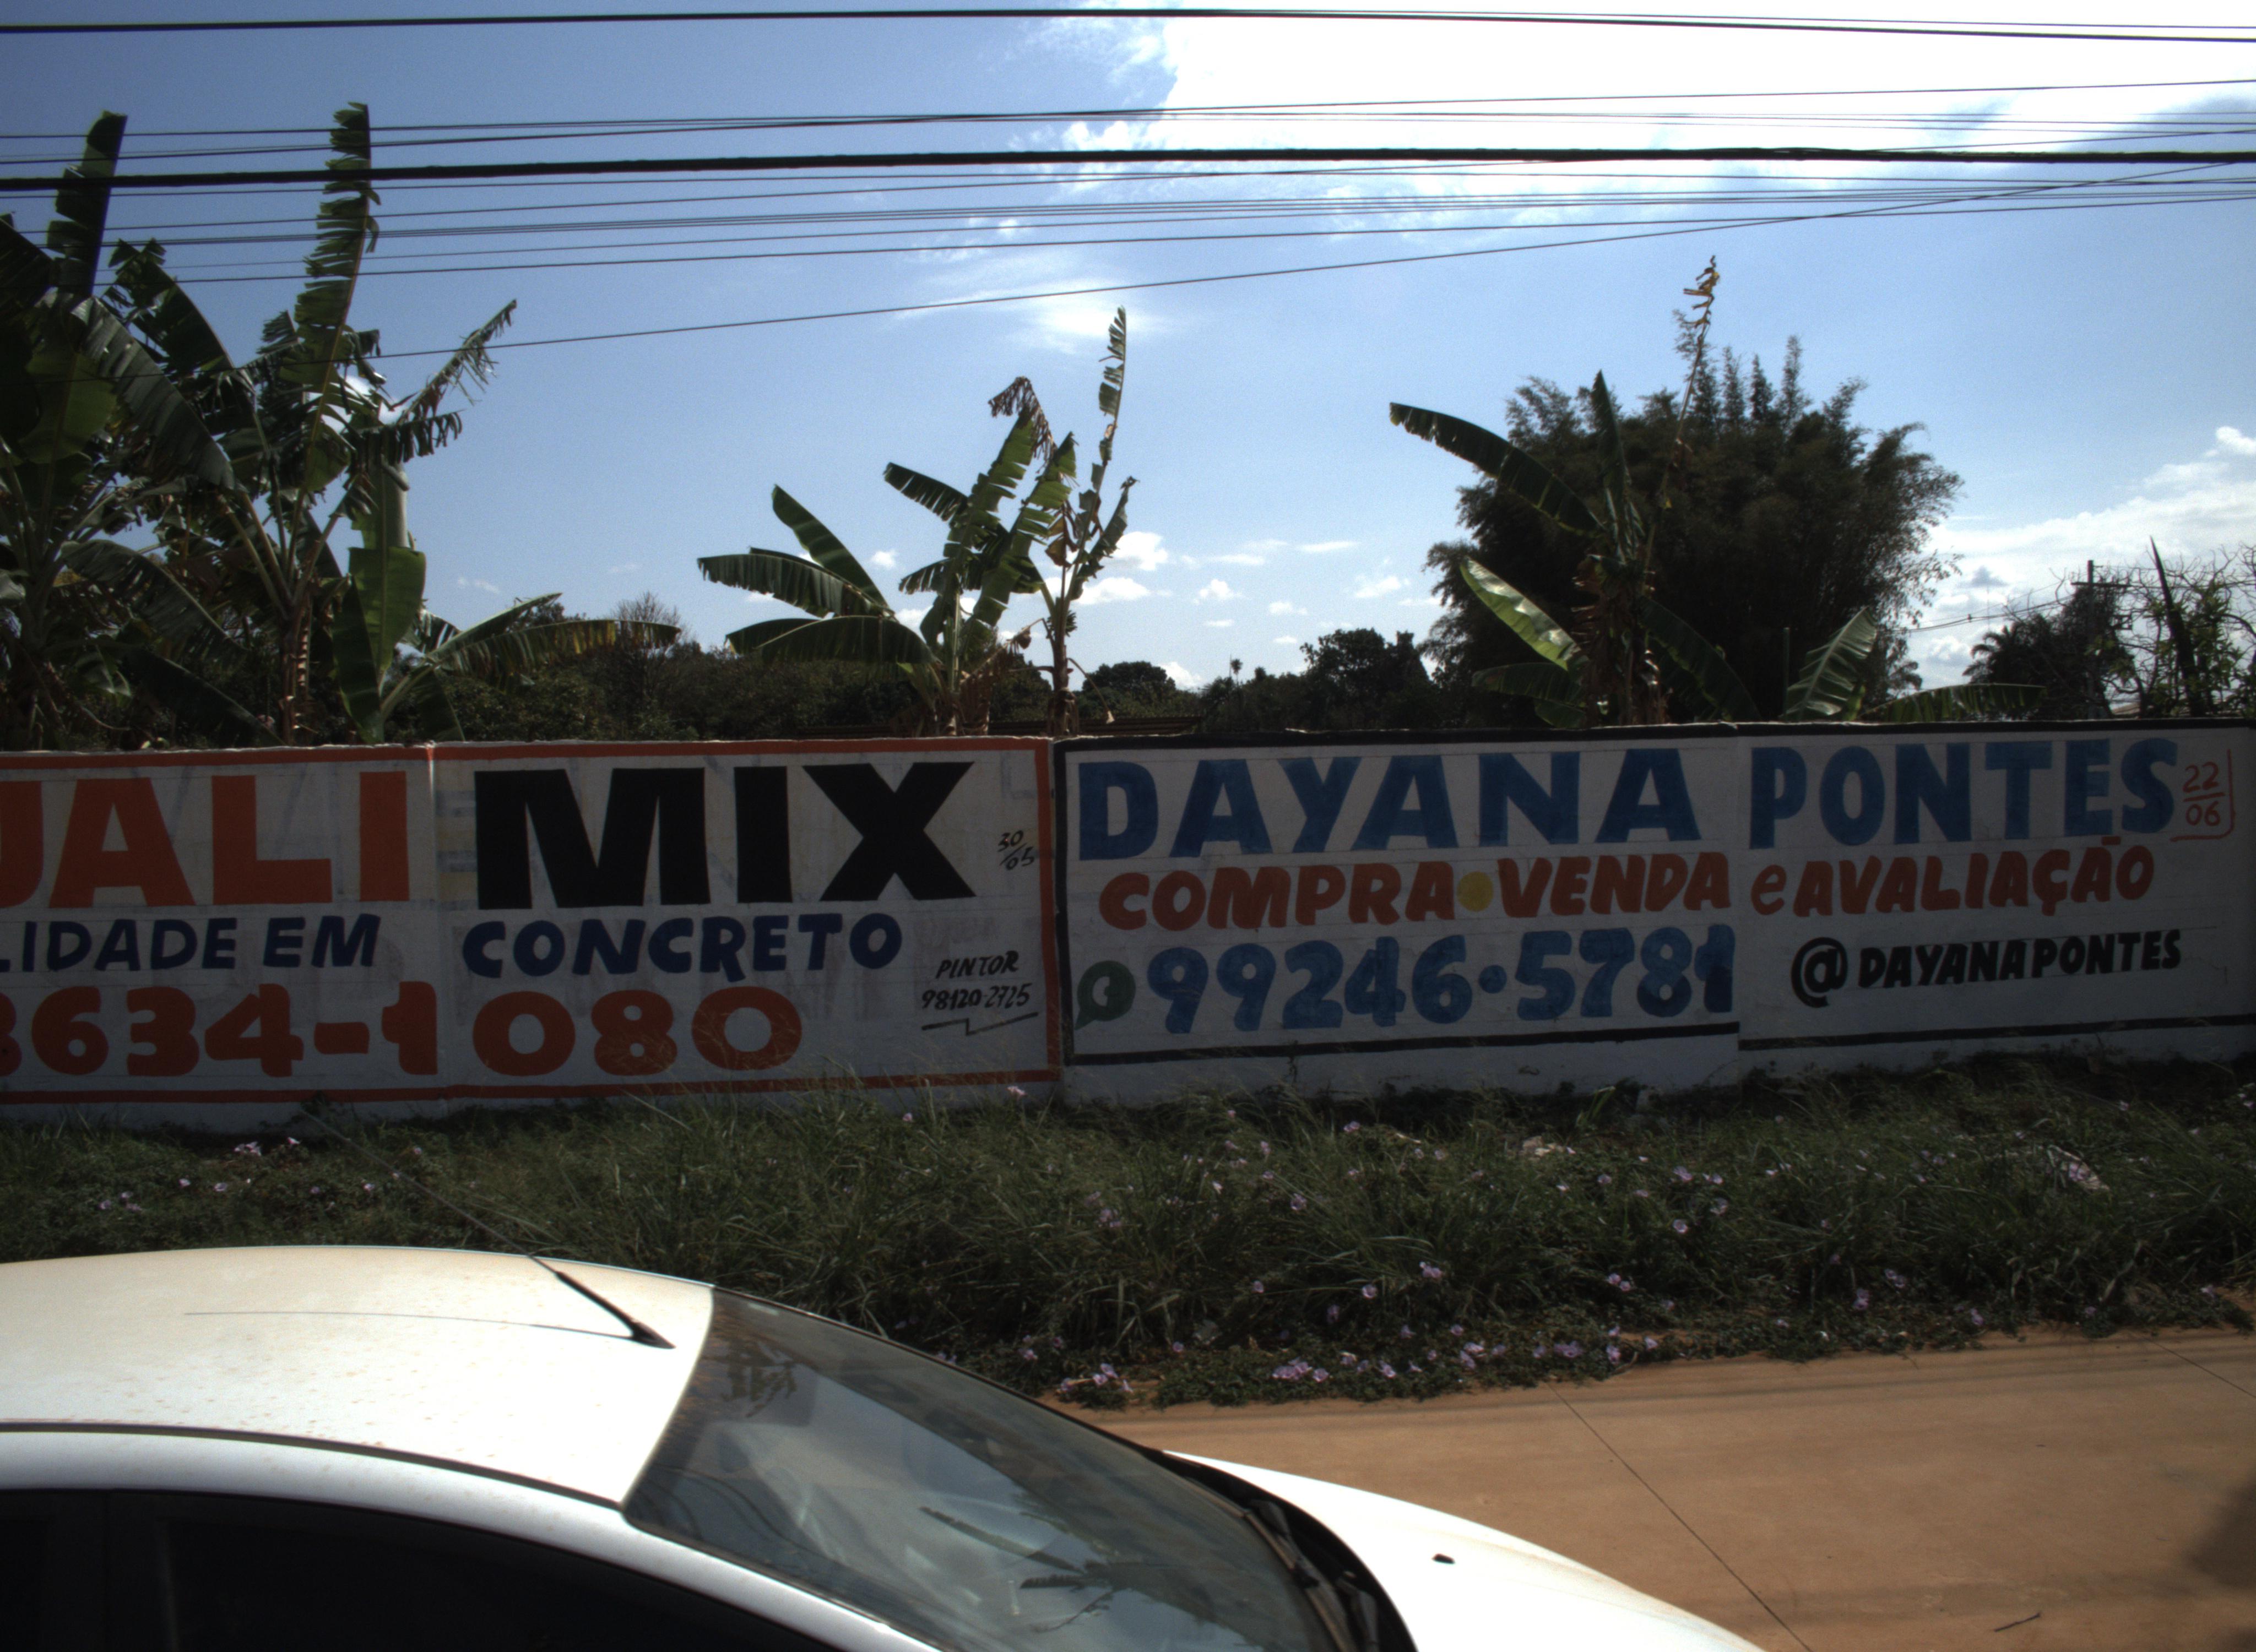 UALI MIX
LIDADE EM CONCRETO
3634-1080
30/05
PINTOR
98120-2725
DAYANA PONTES
22/06
COMPRA • VENDA e AVALIAÇÃO
99246•5781
@DAYANAPONTES